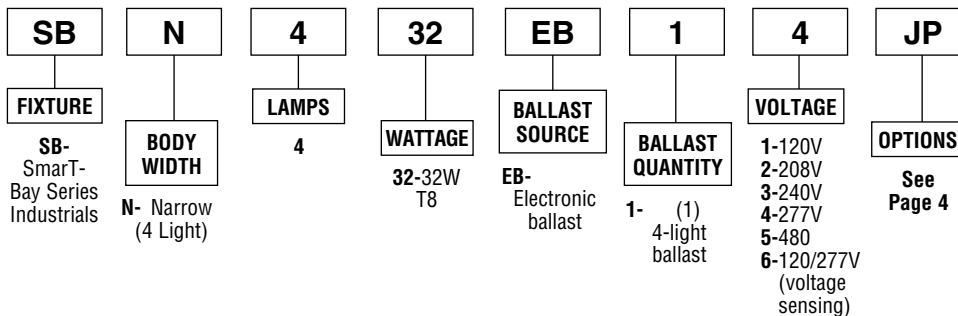 SB N 4 32 EB 1 4 JP
FIXTURE
SB-
SmarT-
Bay Series
Industrials
BODY
WIDTH
N- Narrow
(4 Light)
LAMPS
4
WATTAGE
32-32W
T8
BALLAST
SOURCE
EB-
Electronic
ballast
BALLAST
QUANTITY
1- (1)
4-light
ballast
VOLTAGE
1-120V
2-208V
3-240V
4-277V
5-480
6-120/277V
(voltage
sensing)
OPTIONS
See
Page 4